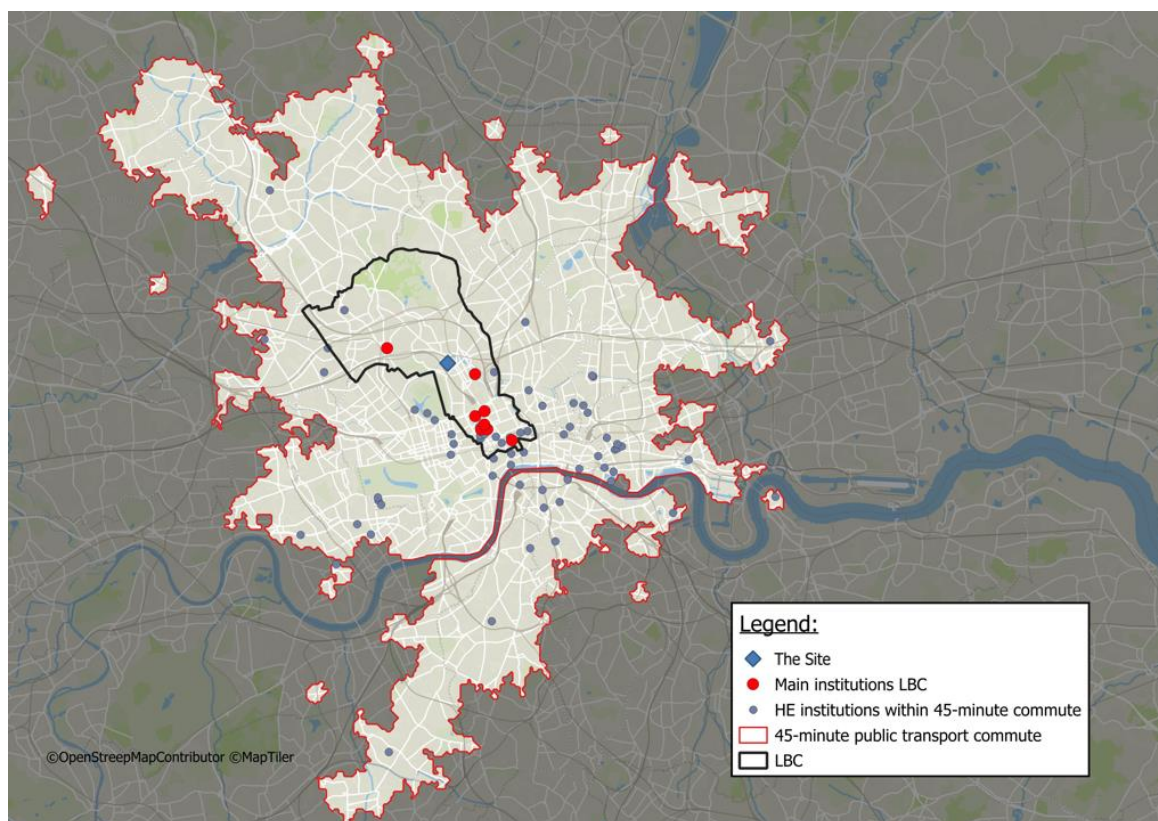 Legend:
The Site
Main institutions LBC
HE institutions within 45-minute commute
45-minute public transport commute
LBC
©OpenStreepMapContributor ©MapTiler